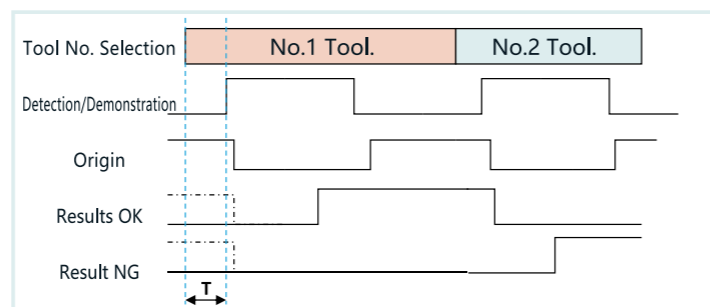 Tool No. Selection No.1 Tool. No.2 Tool.
Detection/Demonstration
Origin
Results OK
Result NG
T